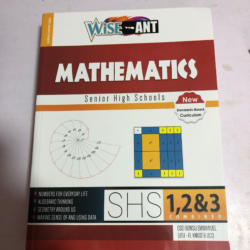 WISE ANT
MATHEMATICS
Senior High Schools
New
Standards-Based
Curriculum
NUMBERS FOR EVERYDAY LIFE
ALGEBRAIC THINKING
GEOMETRY AROUND US
MAKING SENSE OF AND USING DATA
SHS 1,2&3
COMBINED